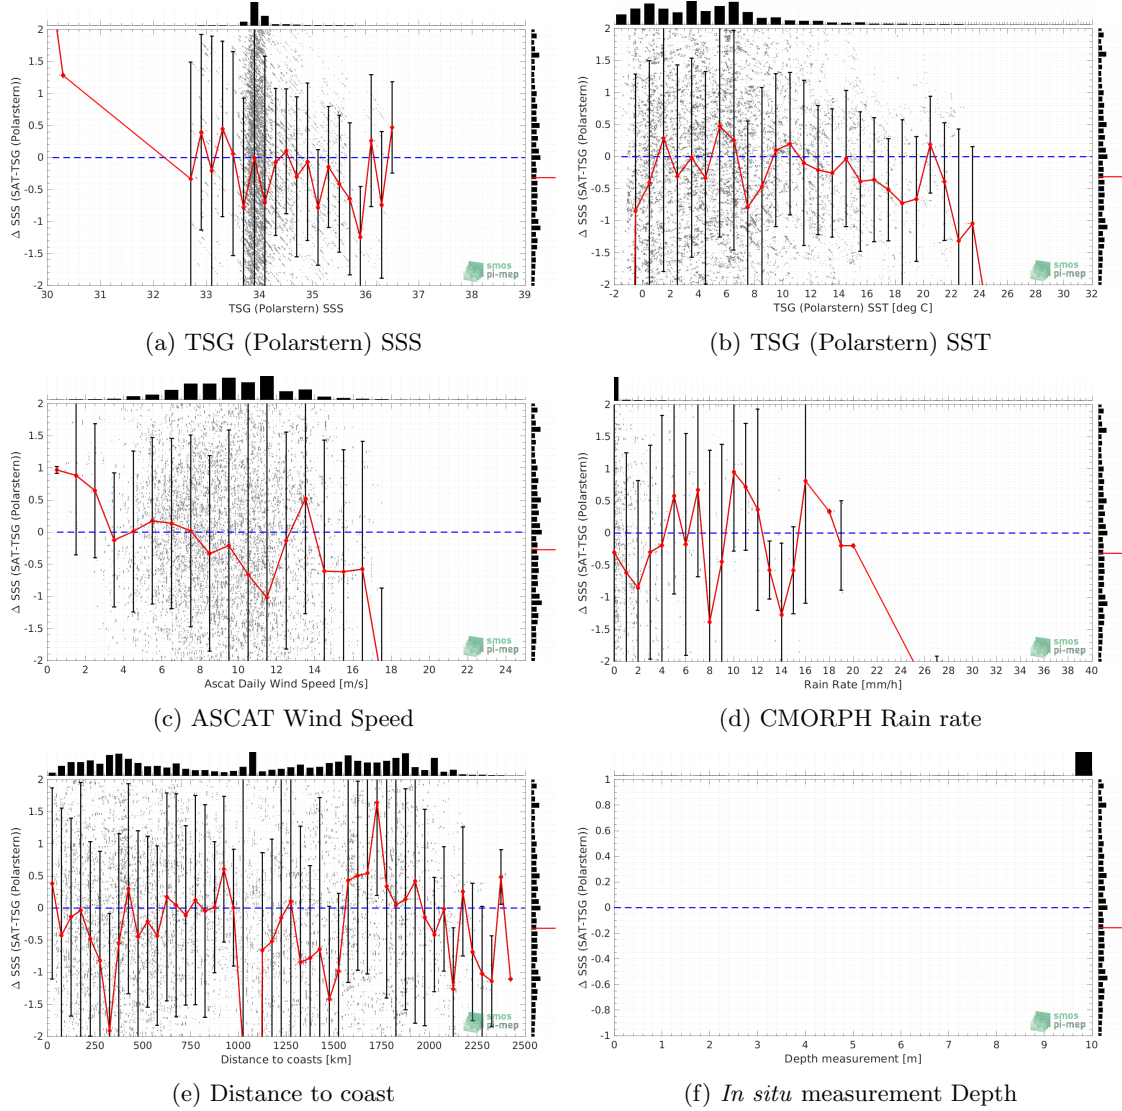 2
1.5
1
0.5
0
-0.5
-1
-1.5
-2
Δ SSS (SAT-TSG (Polarstern))
30 31 32 33 34 35 36 37 38 39
TSG (Polarstern) SSS
smos
pi-mep
(a) TSG (Polarstern) SSS
2
1.5
1
0.5
0
-0.5
-1
-1.5
-2
Δ SSS (SAT-TSG (Polarstern))
-2 0 2 4 6 8 10 12 14 16 18 20 22 24 26 28 30 32
TSG (Polarstern) SST [deg C]
smos
pi-mep
(b) TSG (Polarstern) SST
2
1.5
1
0.5
0
-0.5
-1
-1.5
-2
Δ SSS (SAT-TSG (Polarstern))
0 2 4 6 8 10 12 14 16 18 20 22 24
Ascat Daily Wind Speed [m/s]
smos
pi-mep
(c) ASCAT Wind Speed
2
1.5
1
0.5
0
-0.5
-1
-1.5
-2
Δ SSS (SAT-TSG (Polarstern))
0 2 4 6 8 10 12 14 16 18 20 22 24 26 28 30 32 34 36 38 40
Rain Rate [mm/h]
smos
pi-mep
(d) CMORPH Rain rate
2
1.5
1
0.5
0
-0.5
-1
-1.5
-2
Δ SSS (SAT-TSG (Polarstern))
0 250 500 750 1000 1250 1500 1750 2000 2250 2500
Distance to coasts [km]
smos
pi-mep
(e) Distance to coast
1
0.8
0.6
0.4
0.2
0
-0.2
-0.4
-0.6
-0.8
-1
Δ SSS (SAT-TSG (Polarstern))
0 1 2 3 4 5 6 7 8 9 10
Depth measurement [m]
smos
pi-mep
(f) In situ measurement Depth